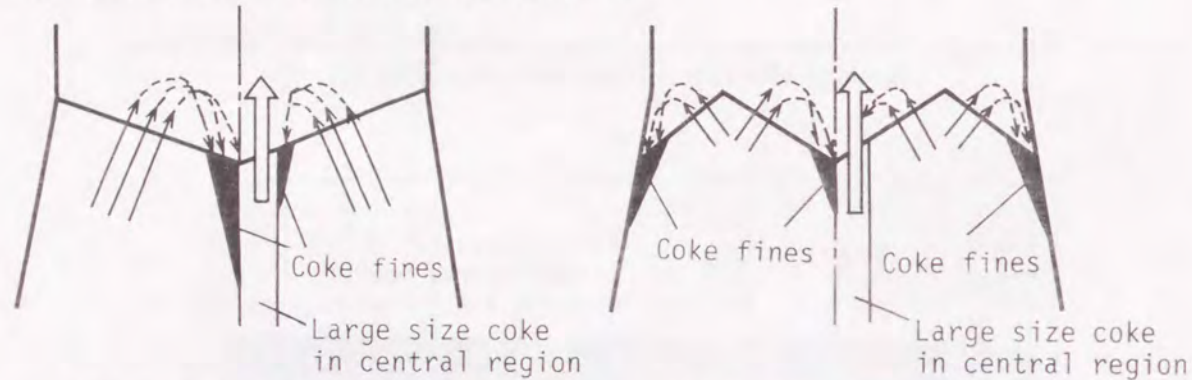 Coke fines
Large size coke
in central region
Coke fines
Coke fines
Large size coke
in central region